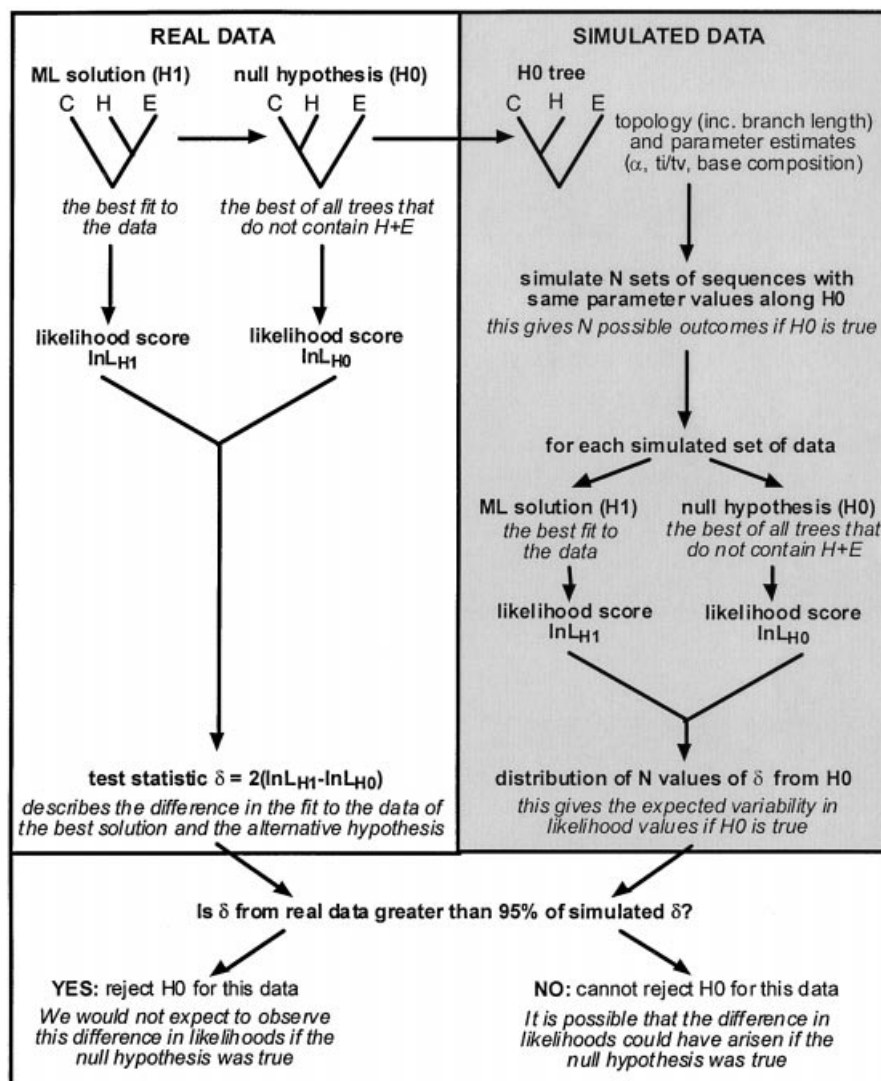 REAL DATA
ML solution (H1)
C H E
the best fit to
the data
likelihood score
lnLH1
null hypothesis (H0)
C H E
the best of all trees that
do not contain H+E
likelihood score
lnLH0
test statistic δ = 2(lnLH1-lnLH0)
describes the difference in the fit to the data of
the best solution and the alternative hypothesis
SIMULATED DATA
H0 tree
C H E
topology (inc. branch length)
and parameter estimates
(α, ti/tv, base composition)
simulate N sets of sequences with
same parameter values along H0
this gives N possible outcomes if H0 is true
for each simulated set of data
ML solution (H1)
the best fit to
the data
likelihood score
lnLH1
null hypothesis (H0)
the best of all trees that
do not contain H+E
likelihood score
lnLH0
distribution of N values of δ from H0
this gives the expected variability in
likelihood values if H0 is true
Is δ from real data greater than 95% of simulated δ?
YES: reject H0 for this data
We would not expect to observe
this difference in likelihoods if the
null hypothesis was true
NO: cannot reject H0 for this data
It is possible that the difference in
likelihoods could have arisen if the
null hypothesis was true